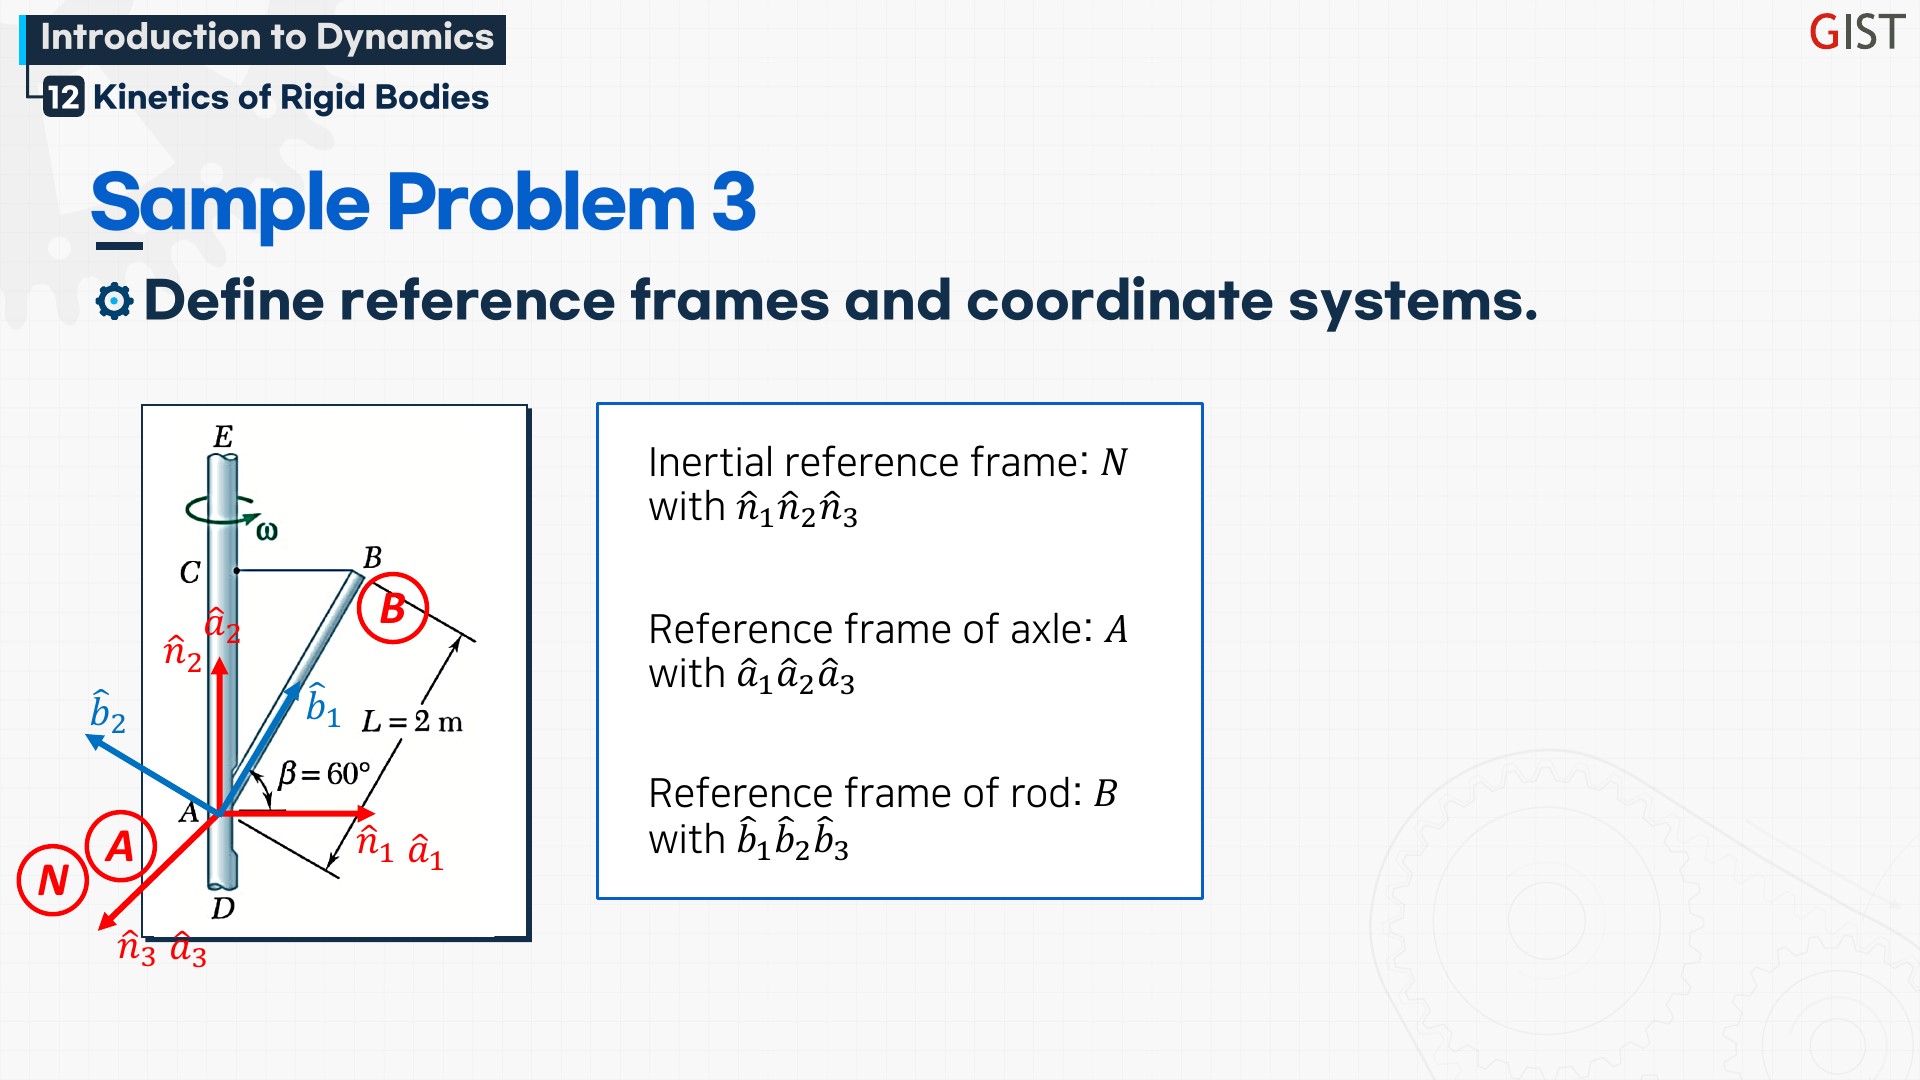 Introduction to Dynamics
GIST
12 Kinetics of Rigid Bodies
Sample Problem 3
Define reference frames and coordinate systems.
E
ω
C
B
B
â₂
n̂₂
b̂₂
b̂₁
L = 2 m
β = 60°
A
n̂₁ â₁
A
N
D
n̂₃ â₃
Inertial reference frame: N
with n̂₁n̂₂n̂₃
Reference frame of axle: A
with â₁â₂â₃
Reference frame of rod: B
with b̂₁b̂₂b̂₃